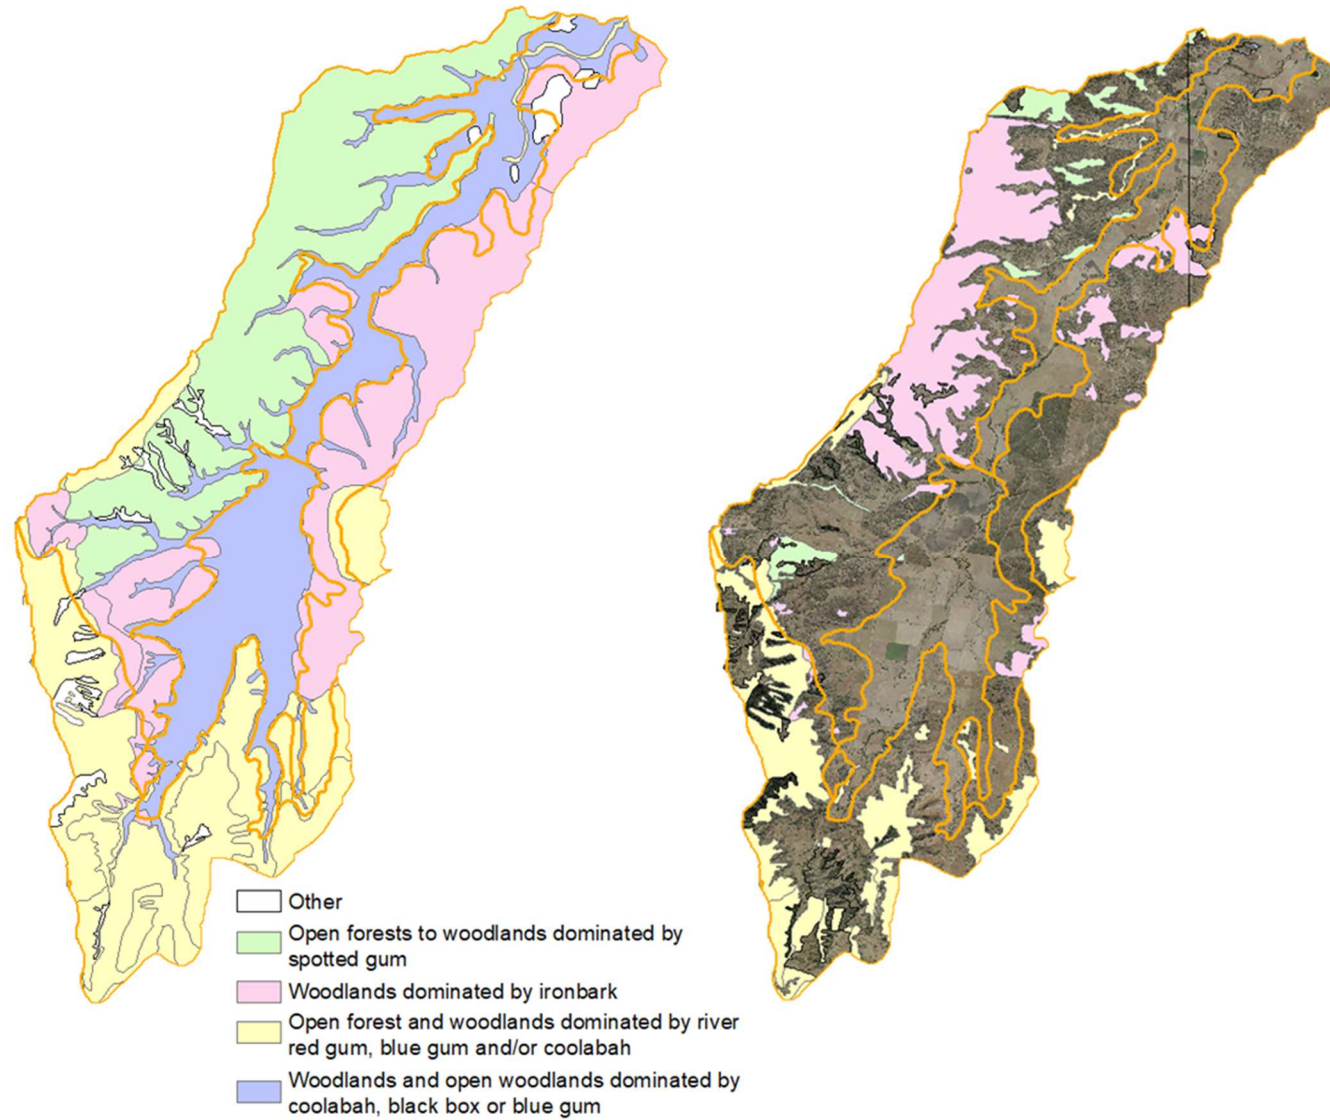 Other
Open forests to woodlands dominated by
spotted gum
Woodlands dominated by ironbark
Open forest and woodlands dominated by river
red gum, blue gum and/or coolabah
Woodlands and open woodlands dominated by
coolabah, black box or blue gum